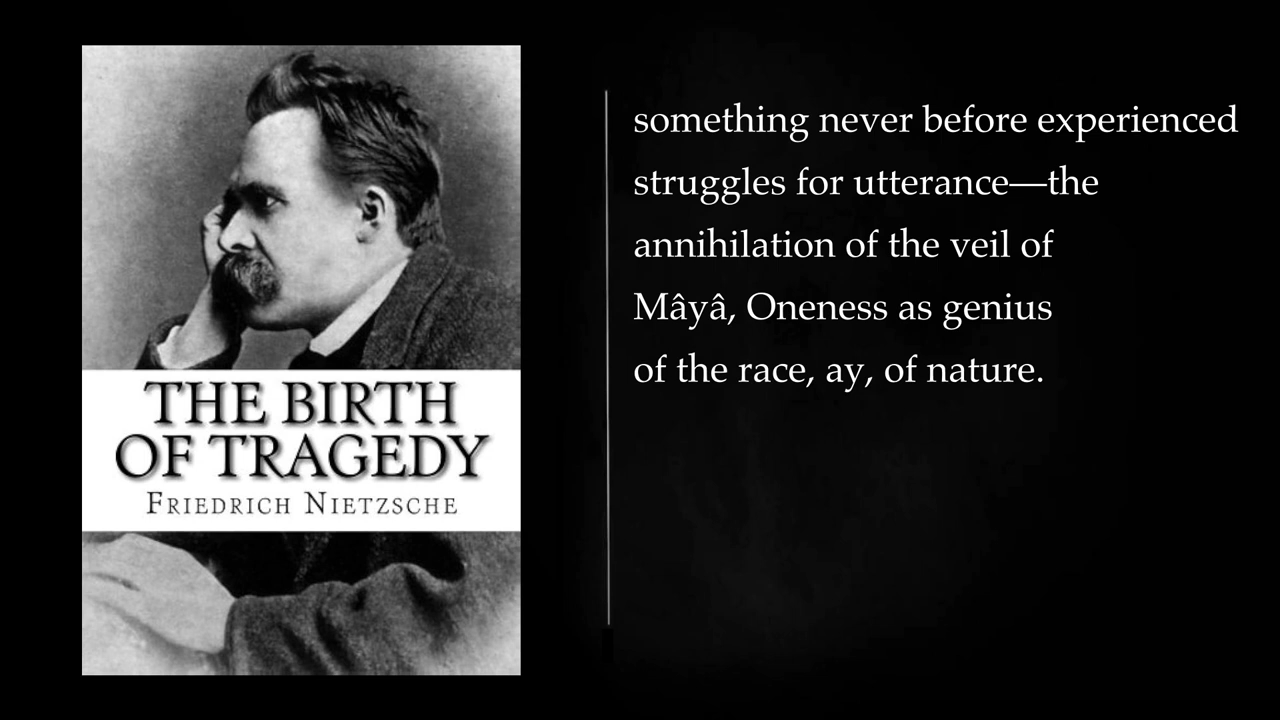 THE BIRTH
OF TRAGEDY
FRIEDRICH NIETZSCHE
something never before experienced
struggles for utterance—the
annihilation of the veil of
Mâyâ, Oneness as genius
of the race, ay, of nature.